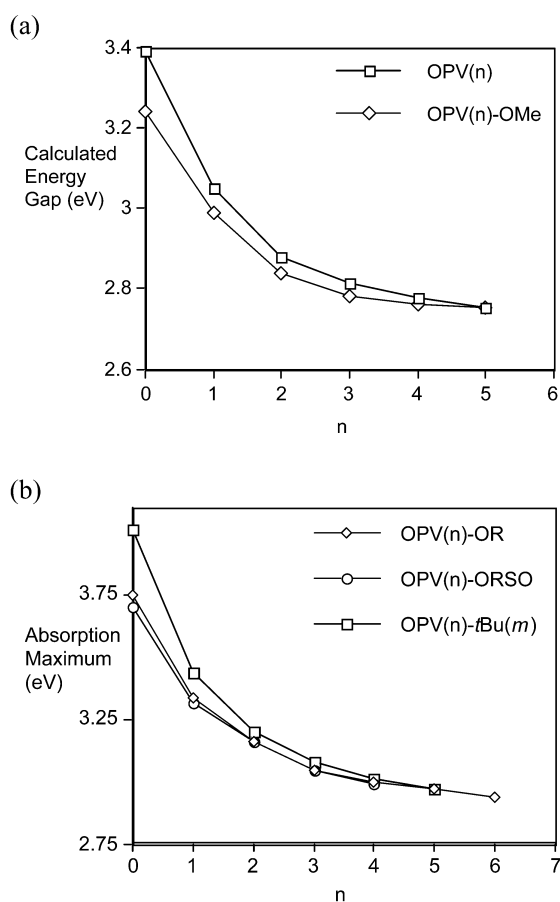 (a)
3.4
3.2
3
2.8
2.6
Calculated
Energy
Gap (eV)
OPV(n)
OPV(n)-OMe
0 1 2 3 4 5 6
n
(b)
3.75
3.25
2.75
Absorption
Maximum
(eV)
OPV(n)-OR
OPV(n)-ORSO
OPV(n)-tBu(m)
0 1 2 3 4 5 6 7
n